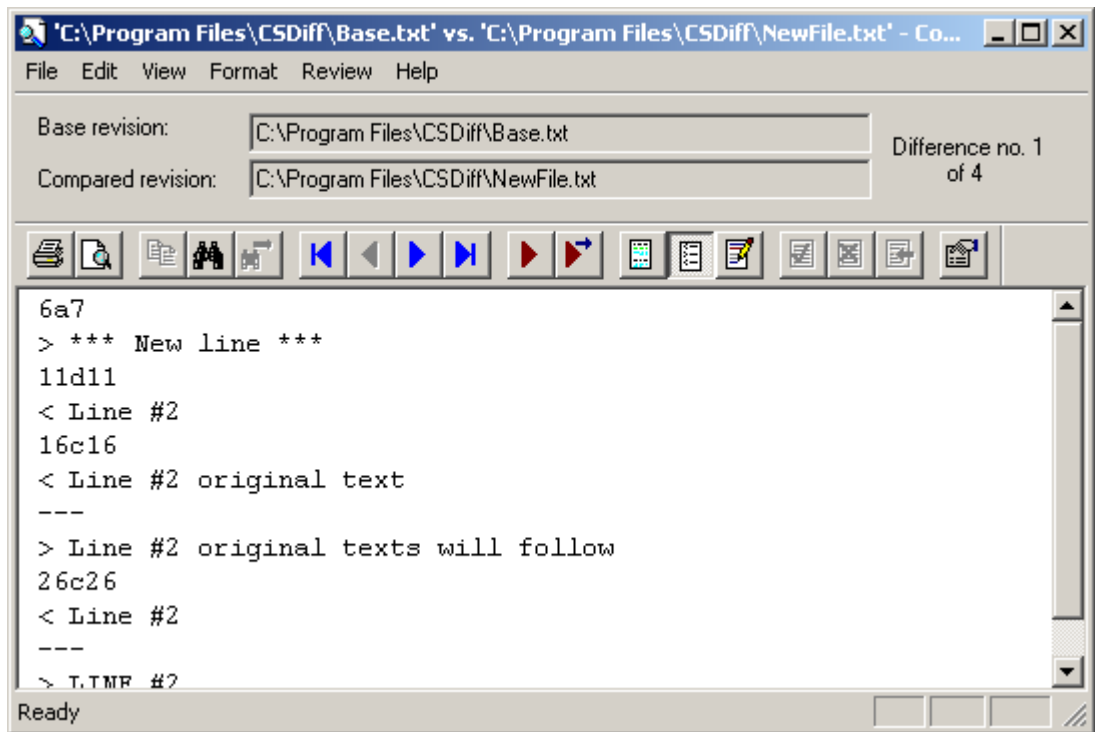 'C:\Program Files\CSDiff\Base.txt' vs. 'C:\Program Files\CSDiff\NewFile.txt' - Co...
File Edit View Format Review Help
Base revision: C:\Program Files\CSDiff\Base.txt
Compared revision: C:\Program Files\CSDiff\NewFile.txt
Difference no. 1
of 4
6a7
> *** New line ***
11d11
< Line #2
16c16
< Line #2 original text
---
> Line #2 original texts will follow
26c26
< Line #2
---
> LINE #2
Ready